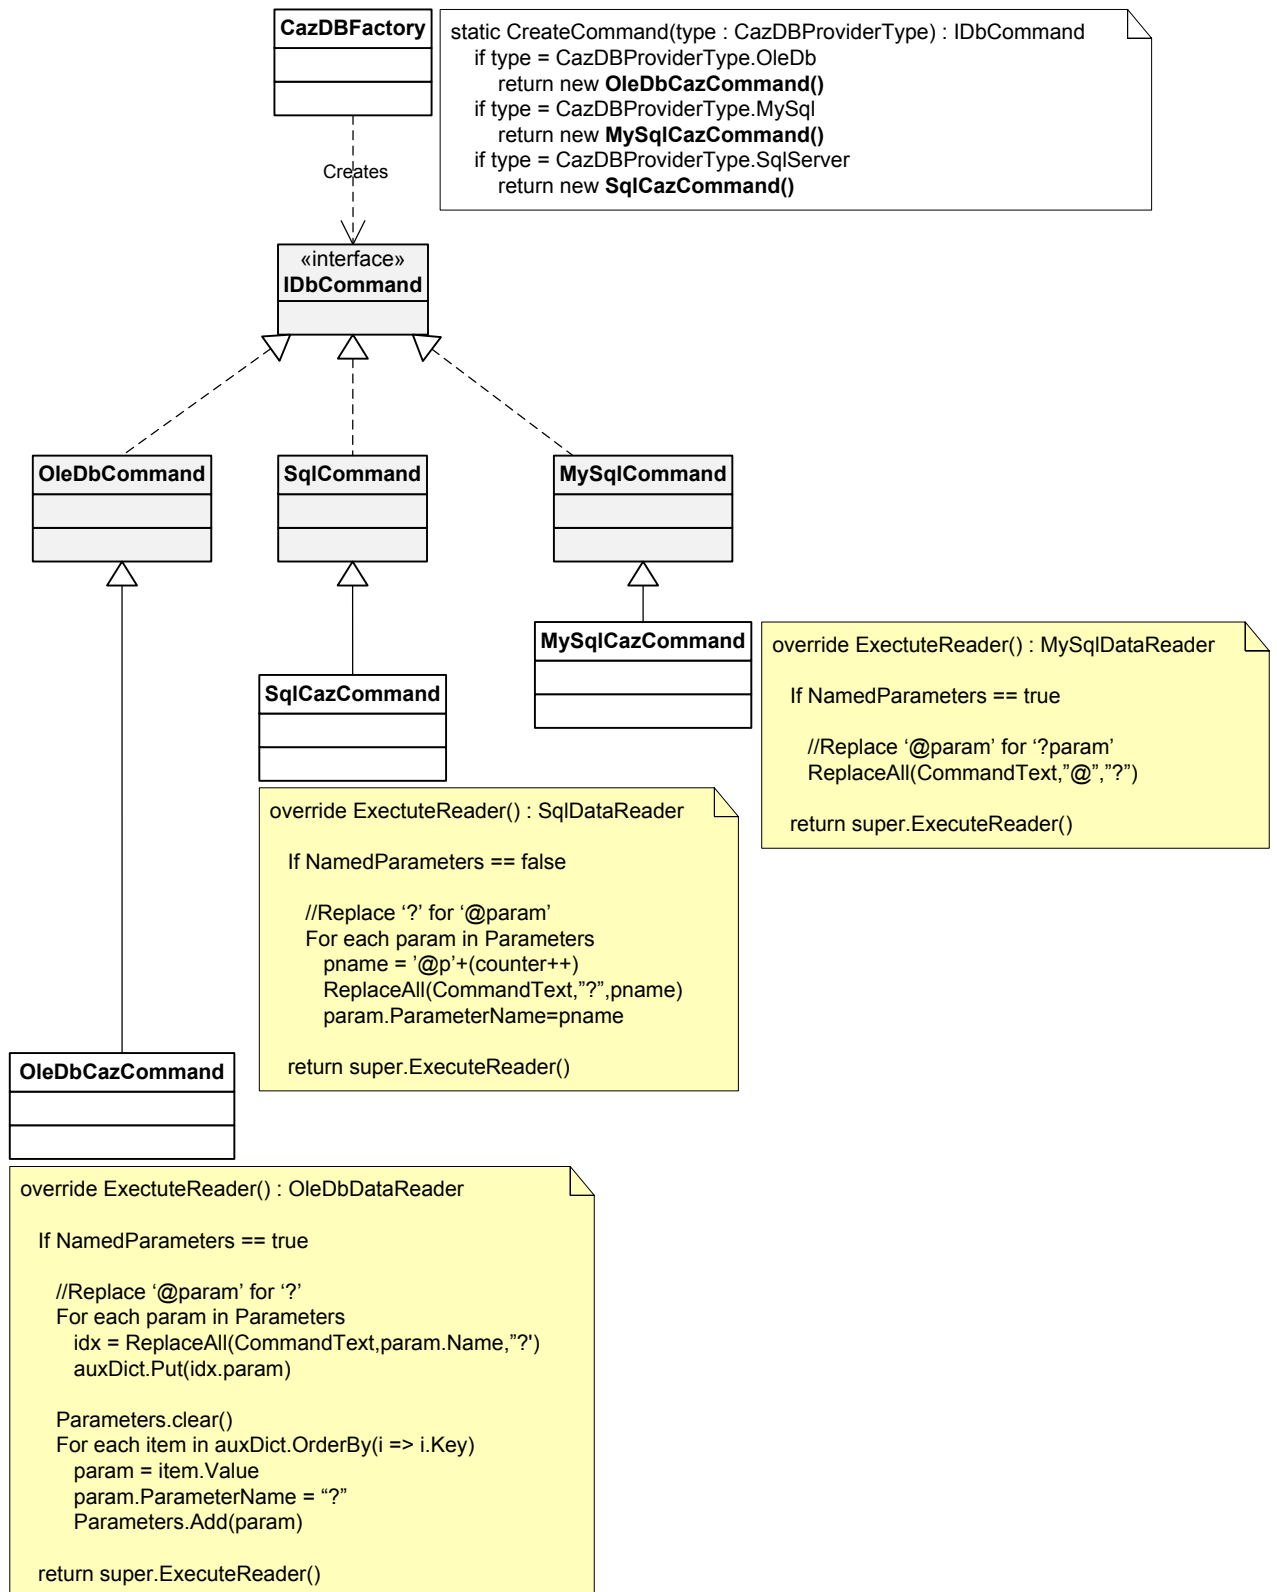 CazDBFactory
static CreateCommand(type : CazDBProviderType) : IDbCommand
if type = CazDBProviderType.OleDb
return new OleDbCazCommand()
if type = CazDBProviderType.MySql
return new MySqlCazCommand()
if type = CazDBProviderType.SqlServer
return new SqlCazCommand()
Creates
«interface»
IDbCommand
OleDbCommand
SqlCommand
MySqlCommand
MySqlCazCommand
override ExectuteReader() : MySqlDataReader
If NamedParameters == true
//Replace ‘@param’ for ‘?param’
ReplaceAll(CommandText,”@”,”?”)
return super.ExecuteReader()
SqlCazCommand
override ExectuteReader() : SqlDataReader
If NamedParameters == false
//Replace ‘?’ for ‘@param’
For each param in Parameters
pname = ’@p’+(counter++)
ReplaceAll(CommandText,”?”,pname)
param.ParameterName=pname
return super.ExecuteReader()
OleDbCazCommand
override ExectuteReader() : OleDbDataReader
If NamedParameters == true
//Replace ‘@param’ for ‘?’
For each param in Parameters
idx = ReplaceAll(CommandText,param.Name,”?')
auxDict.Put(idx.param)
Parameters.clear()
For each item in auxDict.OrderBy(i => i.Key)
param = item.Value
param.ParameterName = “?”
Parameters.Add(param)
return super.ExecuteReader()